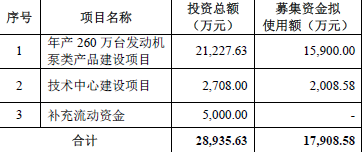 序号 项目名称 投资总额（万元） 募集资金拟使用额（万元）
1 年产 260 万台发动机泵类产品建设项目 21,227.63 15,900.00
2 技术中心建设项目 2,708.00 2,008.58
3 补充流动资金 5,000.00 -
合计 28,935.63 17,908.58